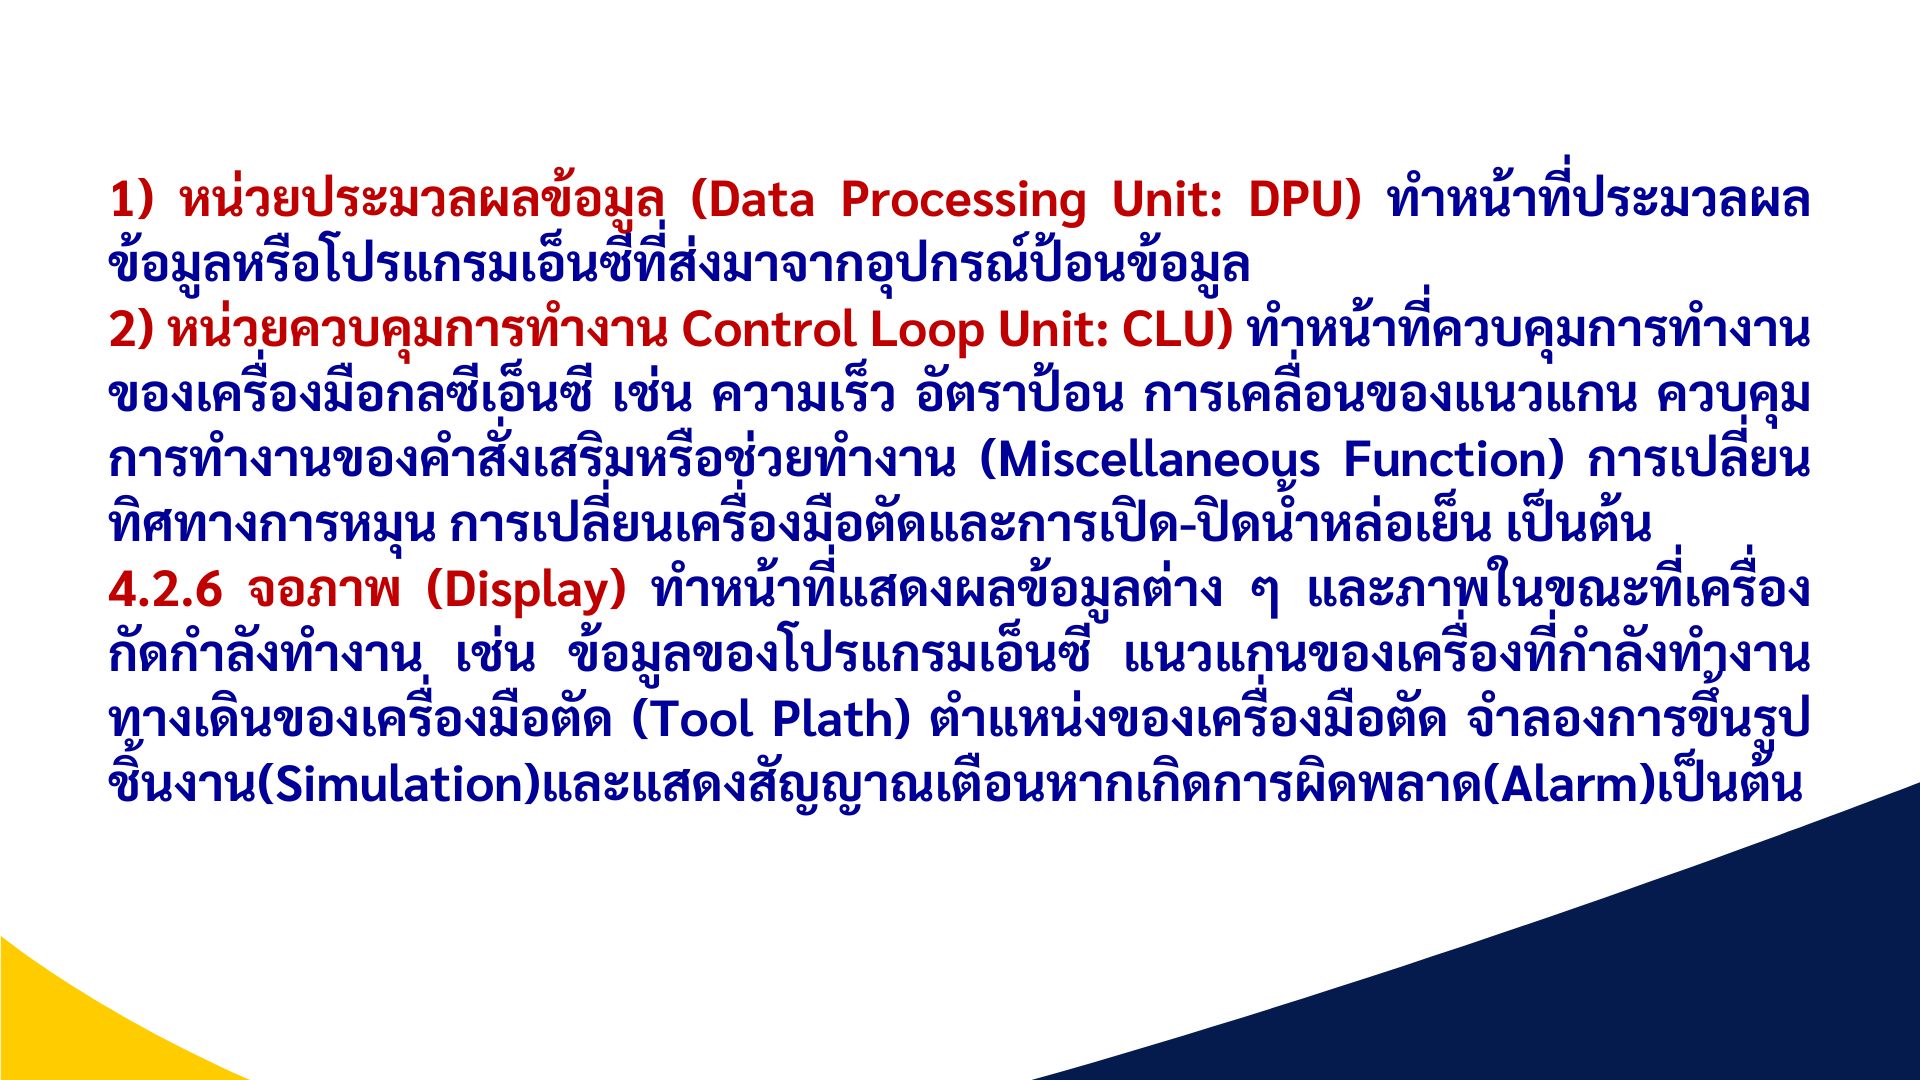 1) หน่วยประมวลผลข้อมูล (Data Processing Unit: DPU) ทำหน้าที่ประมวลผล
ข้อมูลหรือโปรแกรมเอ็นซีที่ส่งมาจากอุปกรณ์ป้อนข้อมูล
2) หน่วยควบคุมการทำงาน Control Loop Unit: CLU) ทำหน้าที่ควบคุมการทำงาน
ของเครื่องมือกลซีเอ็นซี เช่น ความเร็ว อัตราป้อน การเคลื่อนของแนวแกน ควบคุม
การทำงานของคำสั่งเสริมหรือช่วยทำงาน (Miscellaneous Function) การเปลี่ยน
ทิศทางการหมุน การเปลี่ยนเครื่องมือตัดและการเปิด-ปิดน้ำหล่อเย็น เป็นต้น
4.2.6 จอภาพ (Display) ทำหน้าที่แสดงผลข้อมูลต่าง ๆ และภาพในขณะที่เครื่อง
กัดกำลังทำงาน เช่น ข้อมูลของโปรแกรมเอ็นซี แนวแกนของเครื่องที่กำลังทำงาน
ทางเดินของเครื่องมือตัด (Tool Plath) ตำแหน่งของเครื่องมือตัด จำลองการขึ้นรูป
ชิ้นงาน(Simulation)และแสดงสัญญาณเตือนหากเกิดการผิดพลาด(Alarm)เป็นต้น